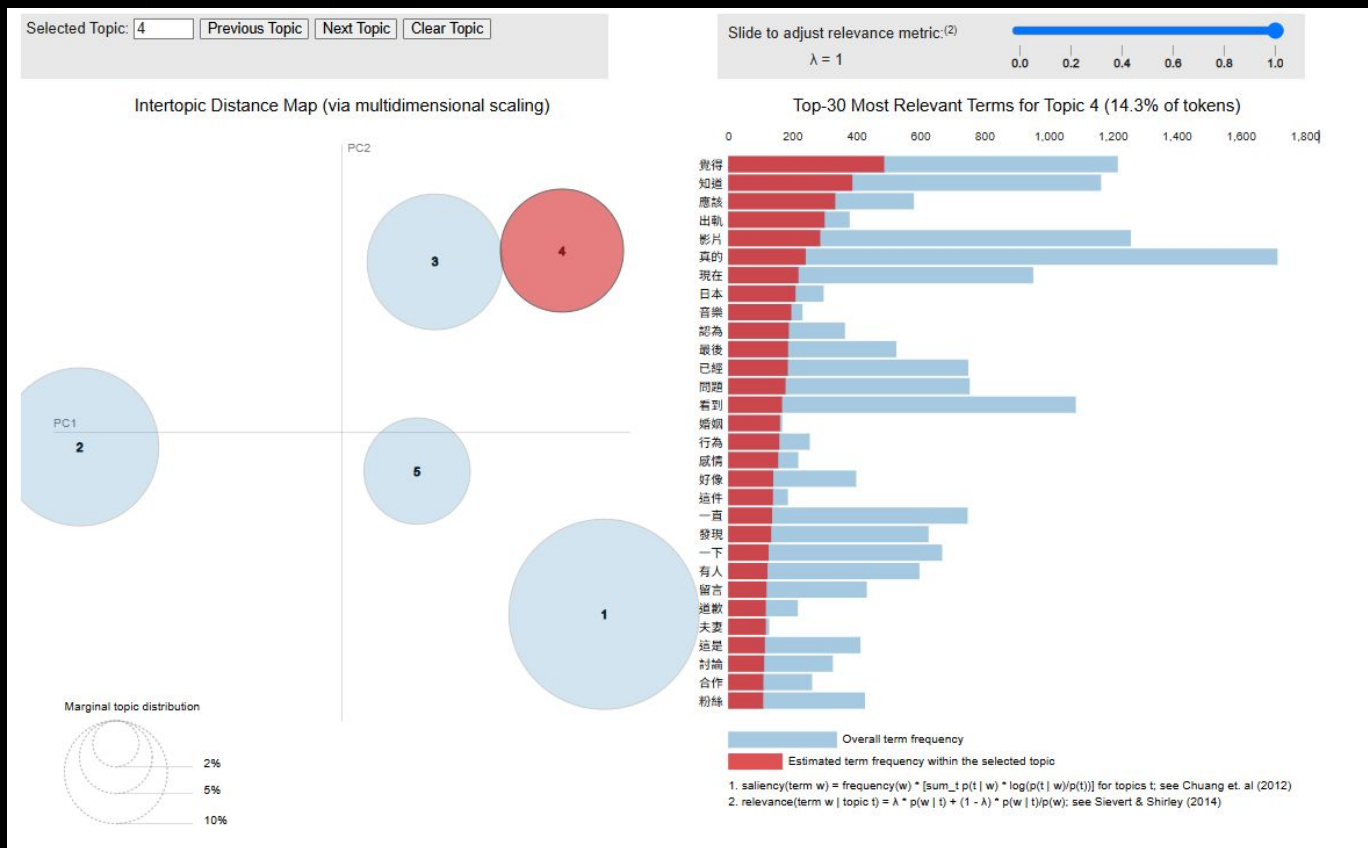 Selected Topic: 4 Previous Topic Next Topic Clear Topic
Slide to adjust relevance metric:(2)
λ = 1
0.0 0.2 0.4 0.6 0.8 1.0
Intertopic Distance Map (via multidimensional scaling)
PC2
PC1
3
4
2
5
1
Marginal topic distribution
2%
5%
10%
Top-30 Most Relevant Terms for Topic 4 (14.3% of tokens)
0 200 400 600 800 1,000 1,200 1,400 1,600 1,800
覺得
知道
應該
出軌
影片
真的
現在
日本
音樂
認為
最後
已經
問題
看到
婚姻
行為
感情
好像
這件
一直
發現
一下
有人
留言
道歉
夫妻
這是
討論
合作
粉絲
Overall term frequency
Estimated term frequency within the selected topic
1. saliency(term w) = frequency(w) * [sum_t p(t | w) * log(p(t | w)/p(t))] for topics t; see Chuang et. al (2012)
2. relevance(term w | topic t) = λ * p(w | t) + (1 - λ) * p(w | t)/p(w); see Sievert & Shirley (2014)